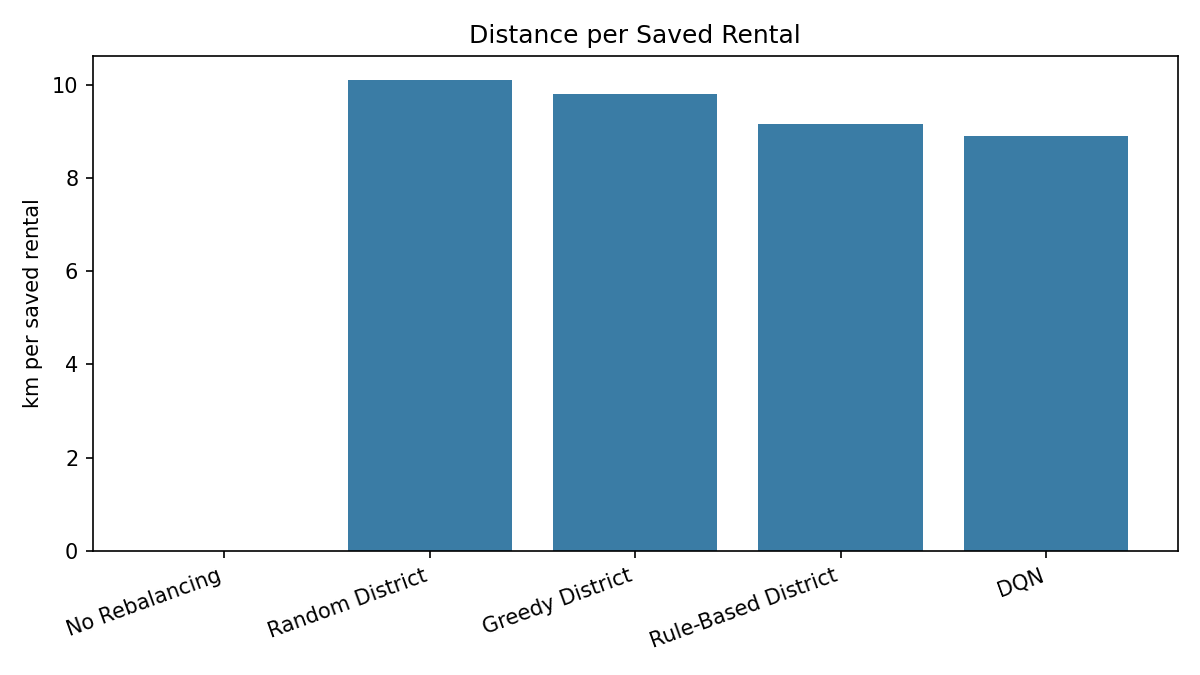 Distance per Saved Rental
km per saved rental
10
8
6
4
2
0
No Rebalancing
Random District
Greedy District
Rule-Based District
DQN